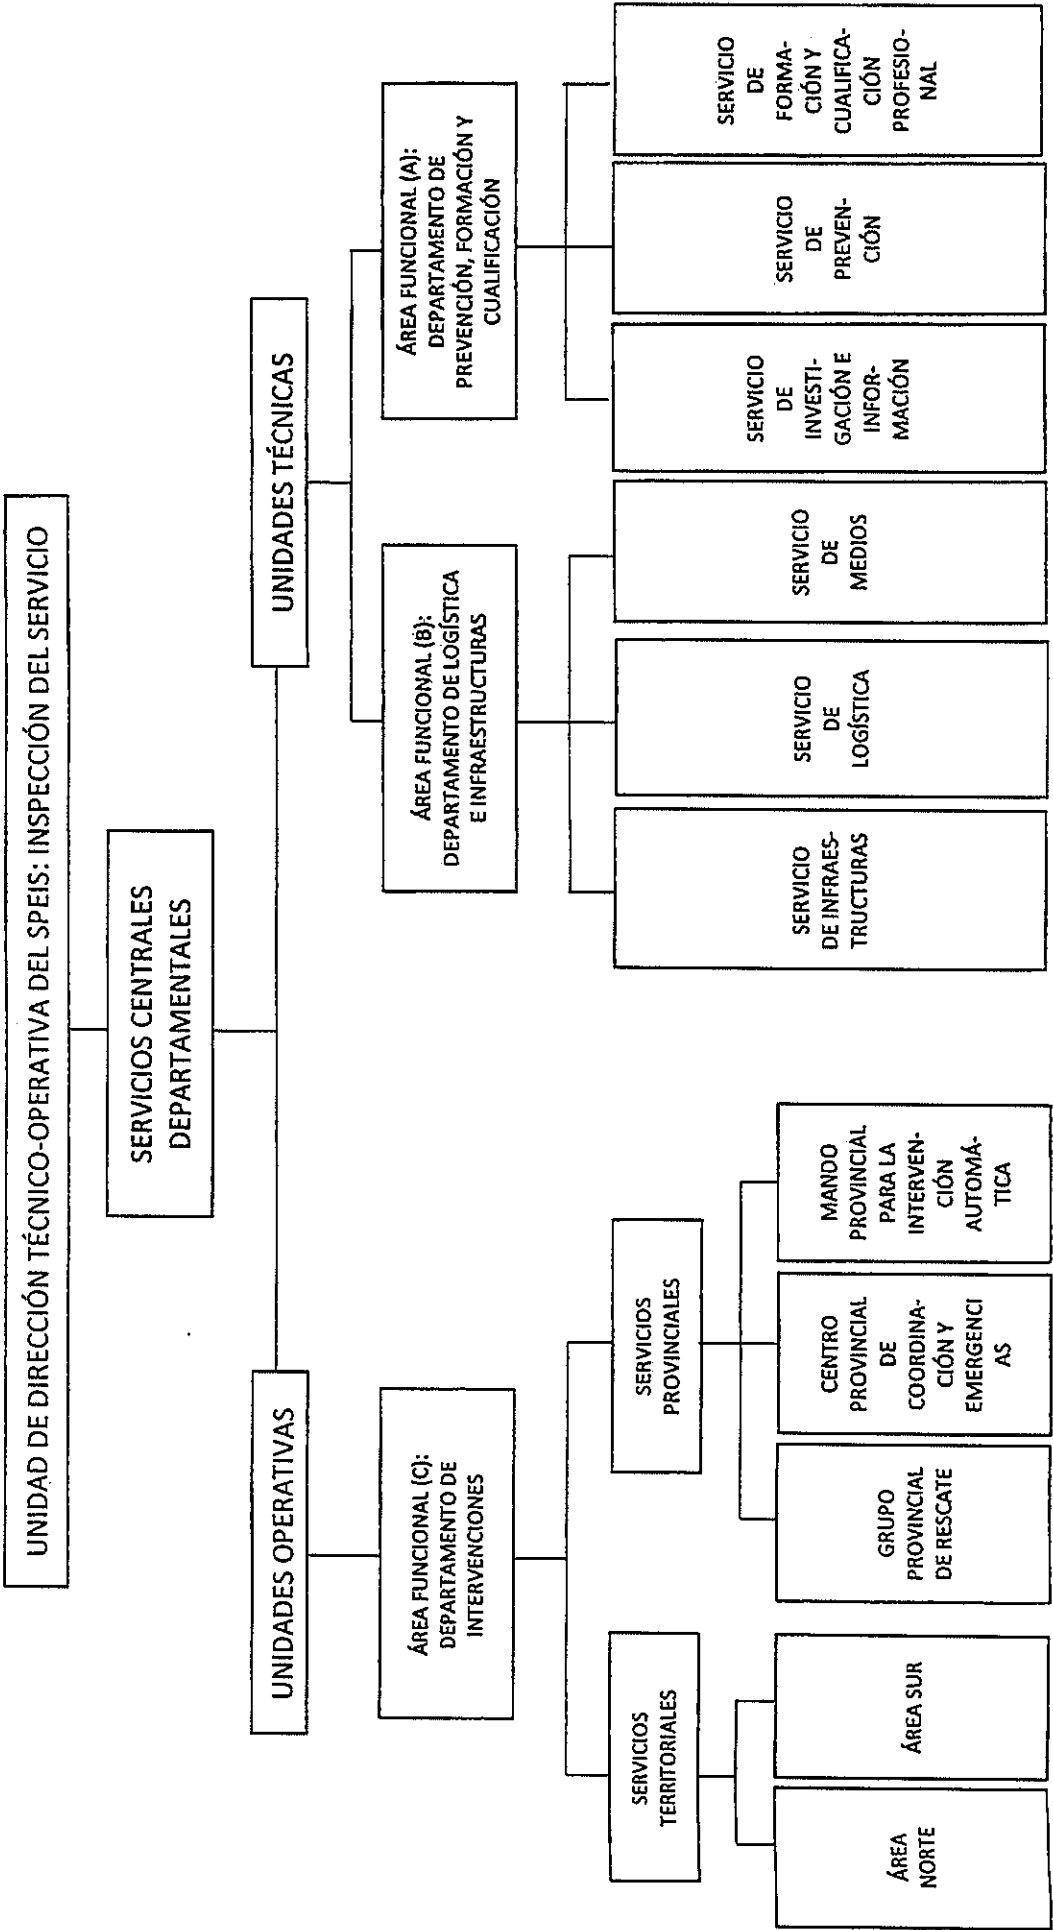 UNIDAD DE DIRECCIÓN TÉCNICO-OPERATIVA DEL SPEIS: INSPECCIÓN DEL SERVICIO
SERVICIOS CENTRALES
DEPARTAMENTALES
UNIDADES OPERATIVAS
UNIDADES TÉCNICAS
ÁREA FUNCIONAL (C):
DEPARTAMENTO DE
INTERVENCIONES
ÁREA FUNCIONAL (B):
DEPARTAMENTO DE LOGÍSTICA
E INFRAESTRUCTURAS
ÁREA FUNCIONAL (A):
DEPARTAMENTO DE
PREVENCIÓN, FORMACIÓN Y
CUALIFICACIÓN
SERVICIOS
TERRITORIALES
SERVICIOS
PROVINCIALES
SERVICIO
DE INFRAES-
TRUCTURAS
SERVICIO
DE
LOGÍSTICA
SERVICIO
DE
MEDIOS
SERVICIO
DE
INVESTI-
GACIÓN E
INFOR-
MACIÓN
SERVICIO
DE
PREVEN-
CIÓN
SERVICIO
DE
FORMA-
CIÓN Y
CUALIFICA-
CIÓN
PROFESIO-
NAL
ÁREA
NORTE
ÁREA SUR
GRUPO
PROVINCIAL
DE RESCATE
CENTRO
PROVINCIAL
DE
COORDINA-
CIÓN Y
EMERGENCI
AS
MANDO
PROVINCIAL
PARA LA
INTERVEN-
CIÓN
AUTOMÁ-
TICA